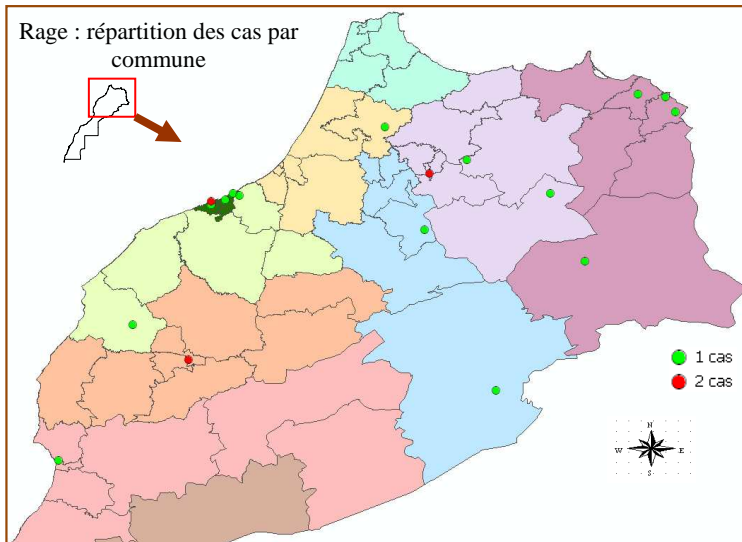 Rage : répartition des cas par
commune
1 cas
2 cas
N
W E
S